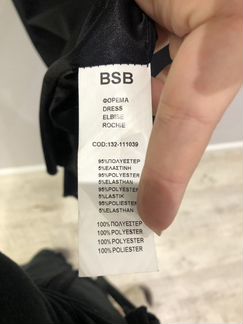 BSB
ΦΟΡΕΜΑ
DRESS
ELBISE
ROCHIE
COD:132-111039
95%ΠΟΛΥΕΣΤΕΡ
5%ΕΛΑΣΤΙΝΗ
95%POLYESTER
5%ELASTHAN
95%POLYESTER
5%ELASTIK
95%POLIESTER
5%ELASTHAN
100%ΠΟΛΥΕΣΤΕΡ
100%POLYESTER
100%POLYESTER
100%POLIESTER